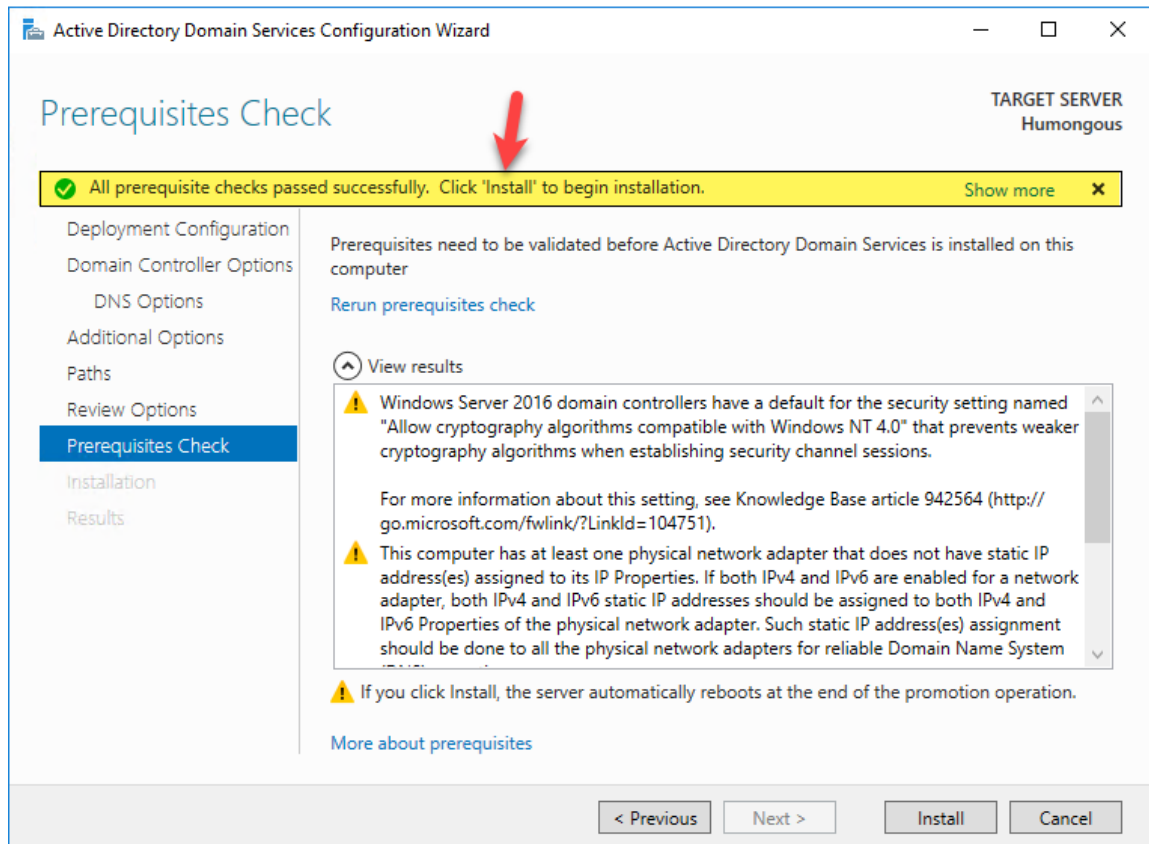 Active Directory Domain Services Configuration Wizard
Prerequisites Check
TARGET SERVER
Humongous
All prerequisite checks passed successfully. Click 'Install' to begin installation.
Show more
Deployment Configuration
Domain Controller Options
DNS Options
Additional Options
Paths
Review Options
Prerequisites Check
Installation
Results
Prerequisites need to be validated before Active Directory Domain Services is installed on this
computer
Rerun prerequisites check
View results
Windows Server 2016 domain controllers have a default for the security setting named
"Allow cryptography algorithms compatible with Windows NT 4.0" that prevents weaker
cryptography algorithms when establishing security channel sessions.
For more information about this setting, see Knowledge Base article 942564 (http://
go.microsoft.com/fwlink/?LinkId=104751).
This computer has at least one physical network adapter that does not have static IP
address(es) assigned to its IP Properties. If both IPv4 and IPv6 are enabled for a network
adapter, both IPv4 and IPv6 static IP addresses should be assigned to both IPv4 and
IPv6 Properties of the physical network adapter. Such static IP address(es) assignment
should be done to all the physical network adapters for reliable Domain Name System
If you click Install, the server automatically reboots at the end of the promotion operation.
More about prerequisites
< Previous
Next >
Install
Cancel